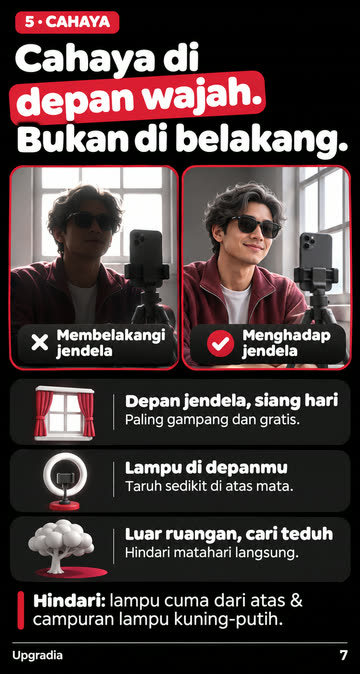 5 • CAHAYA
Cahaya di
depan wajah.
Bukan di belakang.
Membelakangi
jendela
Menghadap
jendela
Depan jendela, siang hari
Paling gampang dan gratis.
Lampu di depanmu
Taruh sedikit di atas mata.
Luar ruangan, cari teduh
Hindari matahari langsung.
Hindari: lampu cuma dari atas &
campuran lampu kuning-putih.
Upgradia
7